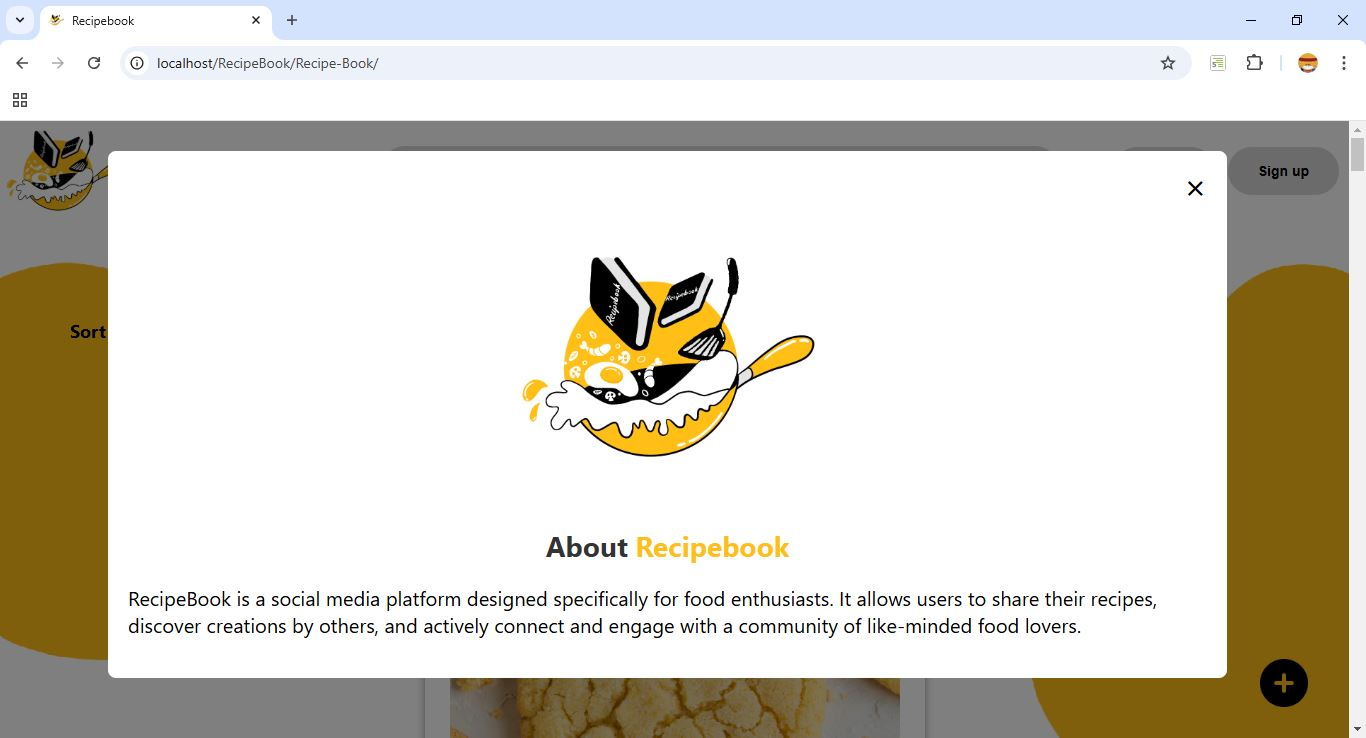 Recipebook
localhost/RecipeBook/Recipe-Book/
Sign up
Sort
Recipebook
Recipebook
About Recipebook
RecipeBook is a social media platform designed specifically for food enthusiasts. It allows users to share their recipes,
discover creations by others, and actively connect and engage with a community of like-minded food lovers.